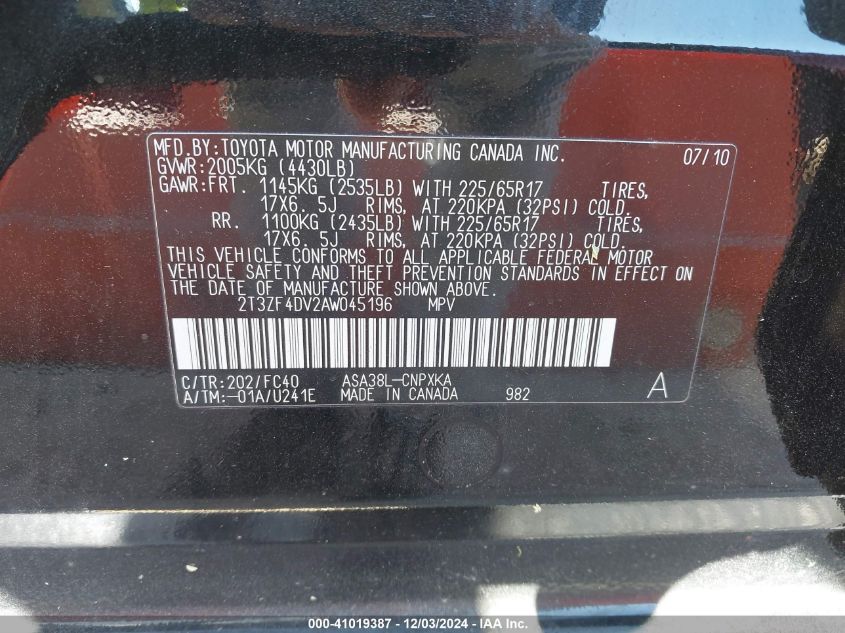 MFD.BY:TOYOTA MOTOR MANUFACTURING CANADA INC. 07/10
GVWR:2005KG (4430LB)
GAWR:FRT. 1145KG (2535LB) WITH 225/65R17 TIRES,
17X6. 5J RIMS, AT 220KPA (32PSI) COLD.
RR. 1100KG (2435LB) WITH 225/65R17 TIRES,
17X6. 5J RIMS, AT 220KPA (32PSI) COLD.
THIS VEHICLE CONFORMS TO ALL APPLICABLE FEDERAL MOTOR
VEHICLE SAFETY AND THEFT PREVENTION STANDARDS IN EFFECT ON
THE DATE OF MANUFACTURE SHOWN ABOVE.
2T3ZF4DV2AW045196 MPV
C/TR:202/FC40 ASA38L-CNPXKA
A/TM:-01A/U241E MADE IN CANADA 982 A
000-41019387 - 12/03/2024 - IAA Inc.